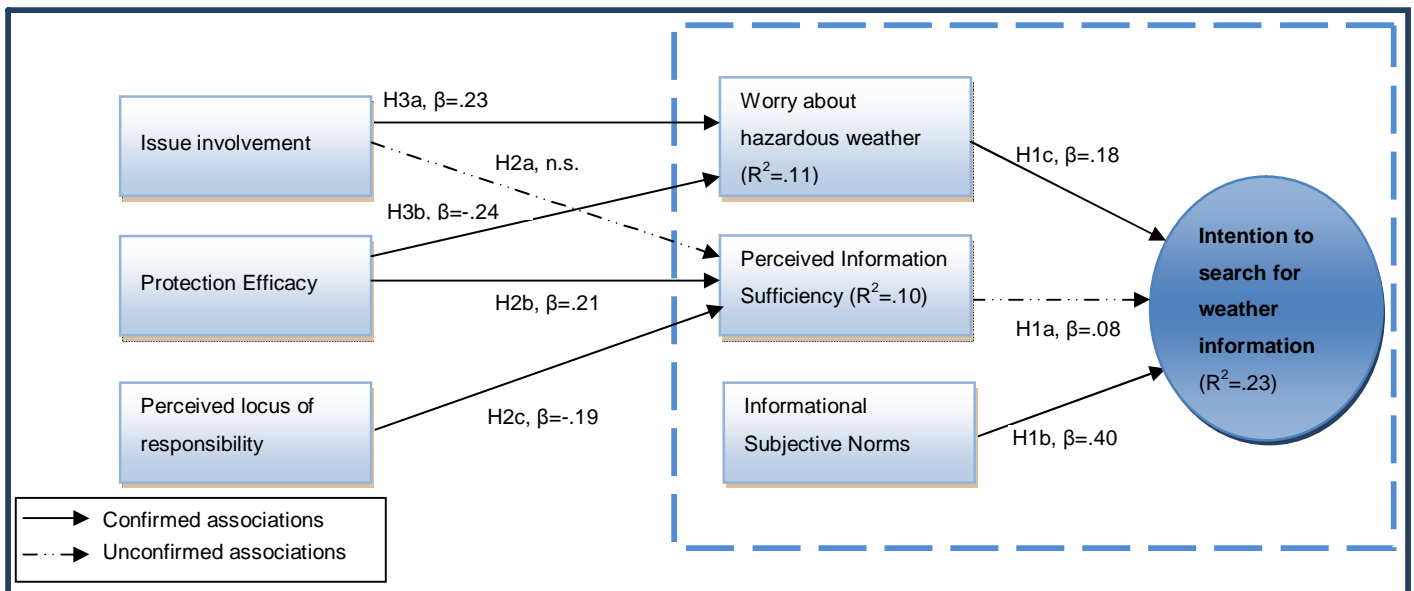 Issue involvement
Protection Efficacy
Perceived locus of
responsibility
H3a, β=.23
H2a, n.s.
H3b, β=-.24
H2b, β=.21
H2c, β=-.19
Worry about
hazardous weather
(R²=.11)
Perceived Information
Sufficiency (R²=.10)
Informational
Subjective Norms
H1c, β=.18
H1a, β=.08
H1b, β=.40
Intention to
search for
weather
information
(R²=.23)
Confirmed associations
Unconfirmed associations